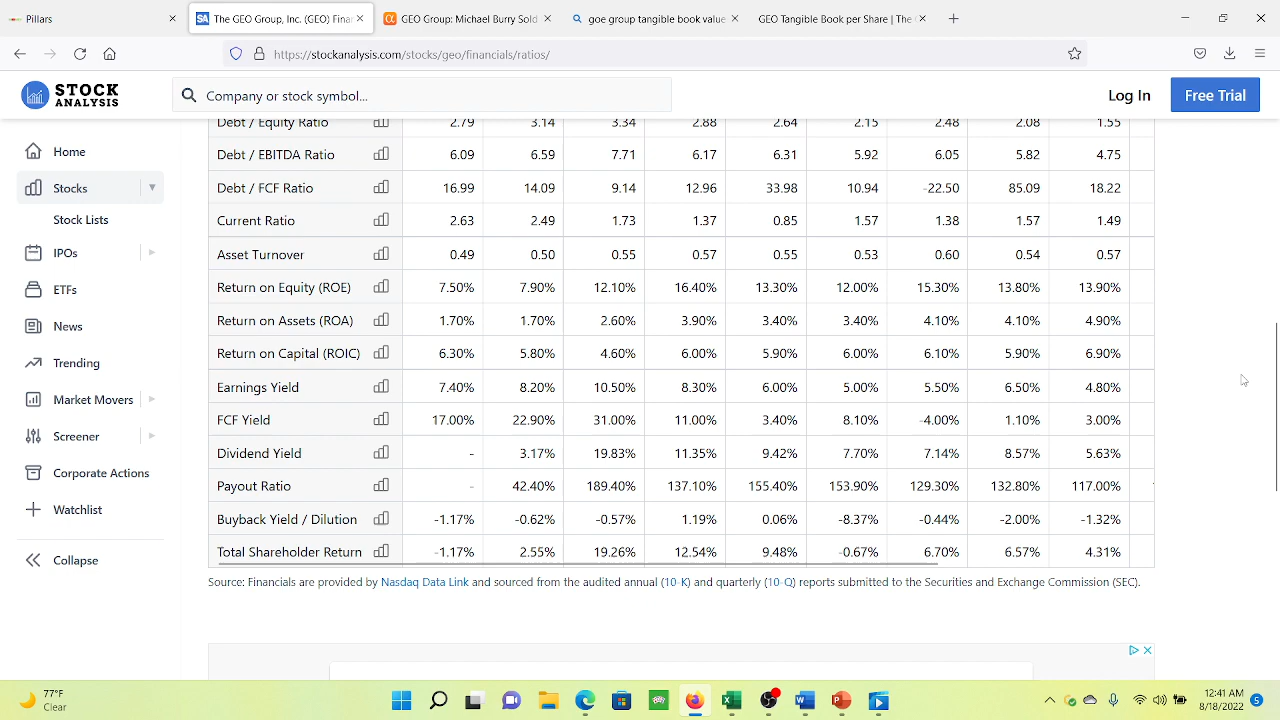 Pillars
The GEO Group, Inc. (GEO) Finan
GEO Group: Michael Burry Sold
goe group tangible book value
GEO Tangible Book per Share | The
https://stockanalysis.com/stocks/geo/financials/ratios/
STOCK
ANALYSIS
Company or stock symbol...
Log In
Free Trial
Home
Stocks
Stock Lists
IPOs
ETFs
News
Trending
Market Movers
Screener
Corporate Actions
Watchlist
Collapse
Debt / Equity Ratio 2.79 3.14 3.34 2.88 2.64 2.15 2.48 2.08 1.55
Debt / EBITDA Ratio 6.09 6.59 7.71 6.17 6.31 5.92 6.05 5.82 4.75
Debt / FCF Ratio 16.99 14.09 9.14 12.96 33.98 10.94 -22.50 85.09 18.22
Current Ratio 2.63 2.49 1.73 1.37 0.85 1.57 1.38 1.57 1.49
Asset Turnover 0.49 0.50 0.55 0.57 0.55 0.53 0.60 0.54 0.57
Return on Equity (ROE) 7.50% 7.90% 12.10% 16.40% 13.30% 12.00% 15.30% 13.80% 13.90%
Return on Assets (ROA) 1.70% 1.70% 2.60% 3.90% 3.40% 3.40% 4.10% 4.10% 4.90%
Return on Capital (ROIC) 6.30% 5.80% 4.60% 6.00% 5.90% 6.00% 6.10% 5.90% 6.90%
Earnings Yield 7.40% 8.20% 10.50% 8.30% 6.00% 5.00% 5.50% 6.50% 4.80%
FCF Yield 17.00% 22.90% 31.00% 11.00% 3.40% 8.10% -4.00% 1.10% 3.00%
Dividend Yield - 3.17% 19.83% 11.35% 9.42% 7.70% 7.14% 8.57% 5.63%
Payout Ratio - 42.40% 189.40% 137.10% 155.40% 153.90% 129.30% 132.80% 117.00%
Buyback Yield / Dilution -1.17% -0.62% -0.57% 1.19% 0.06% -8.37% -0.44% -2.00% -1.32%
Total Shareholder Return -1.17% 2.55% 19.26% 12.54% 9.48% -0.67% 6.70% 6.57% 4.31%
Source: Financials are provided by Nasdaq Data Link and sourced from the audited annual (10-K) and quarterly (10-Q) reports submitted to the Securities and Exchange Commission (SEC).
77°F
Clear
12:41 AM
8/18/2022
5